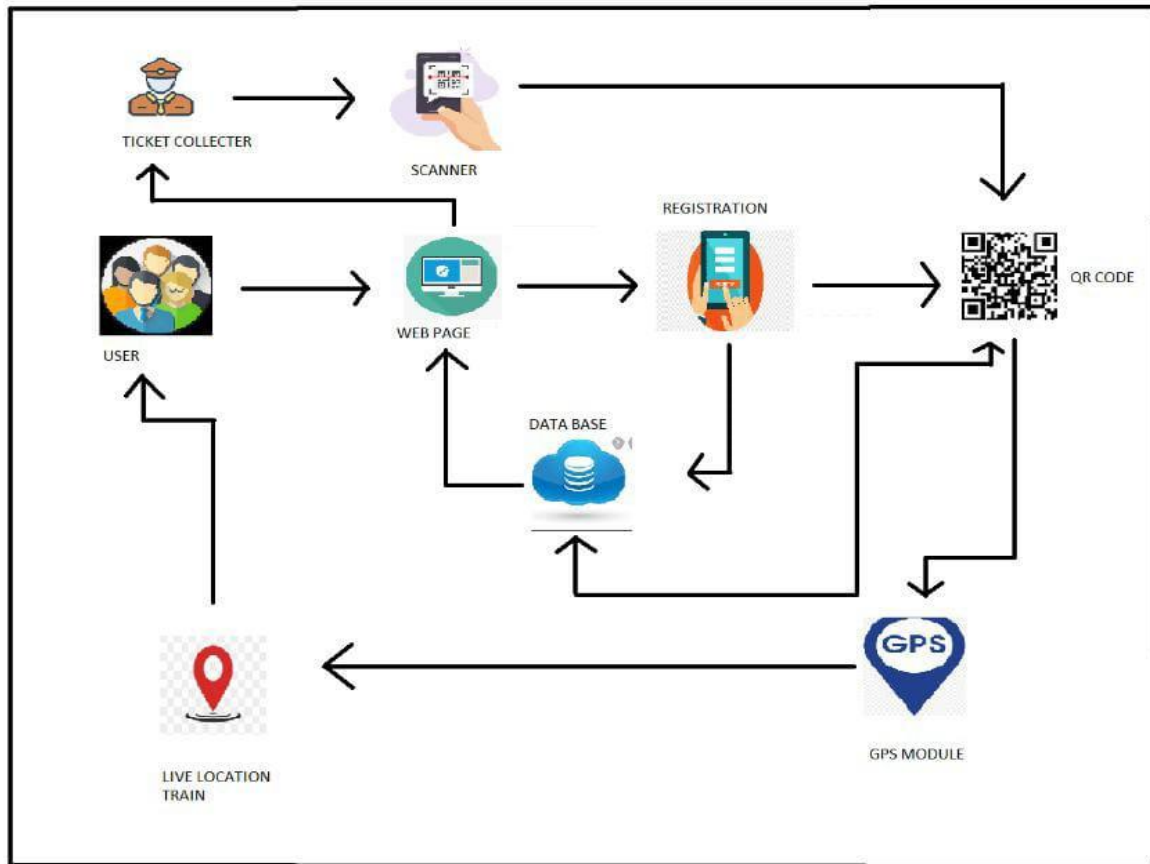 TICKET COLLECTER
SCANNER
REGISTRATION
QR CODE
USER
WEB PAGE
DATA BASE
GPS
LIVE LOCATION
TRAIN
GPS MODULE